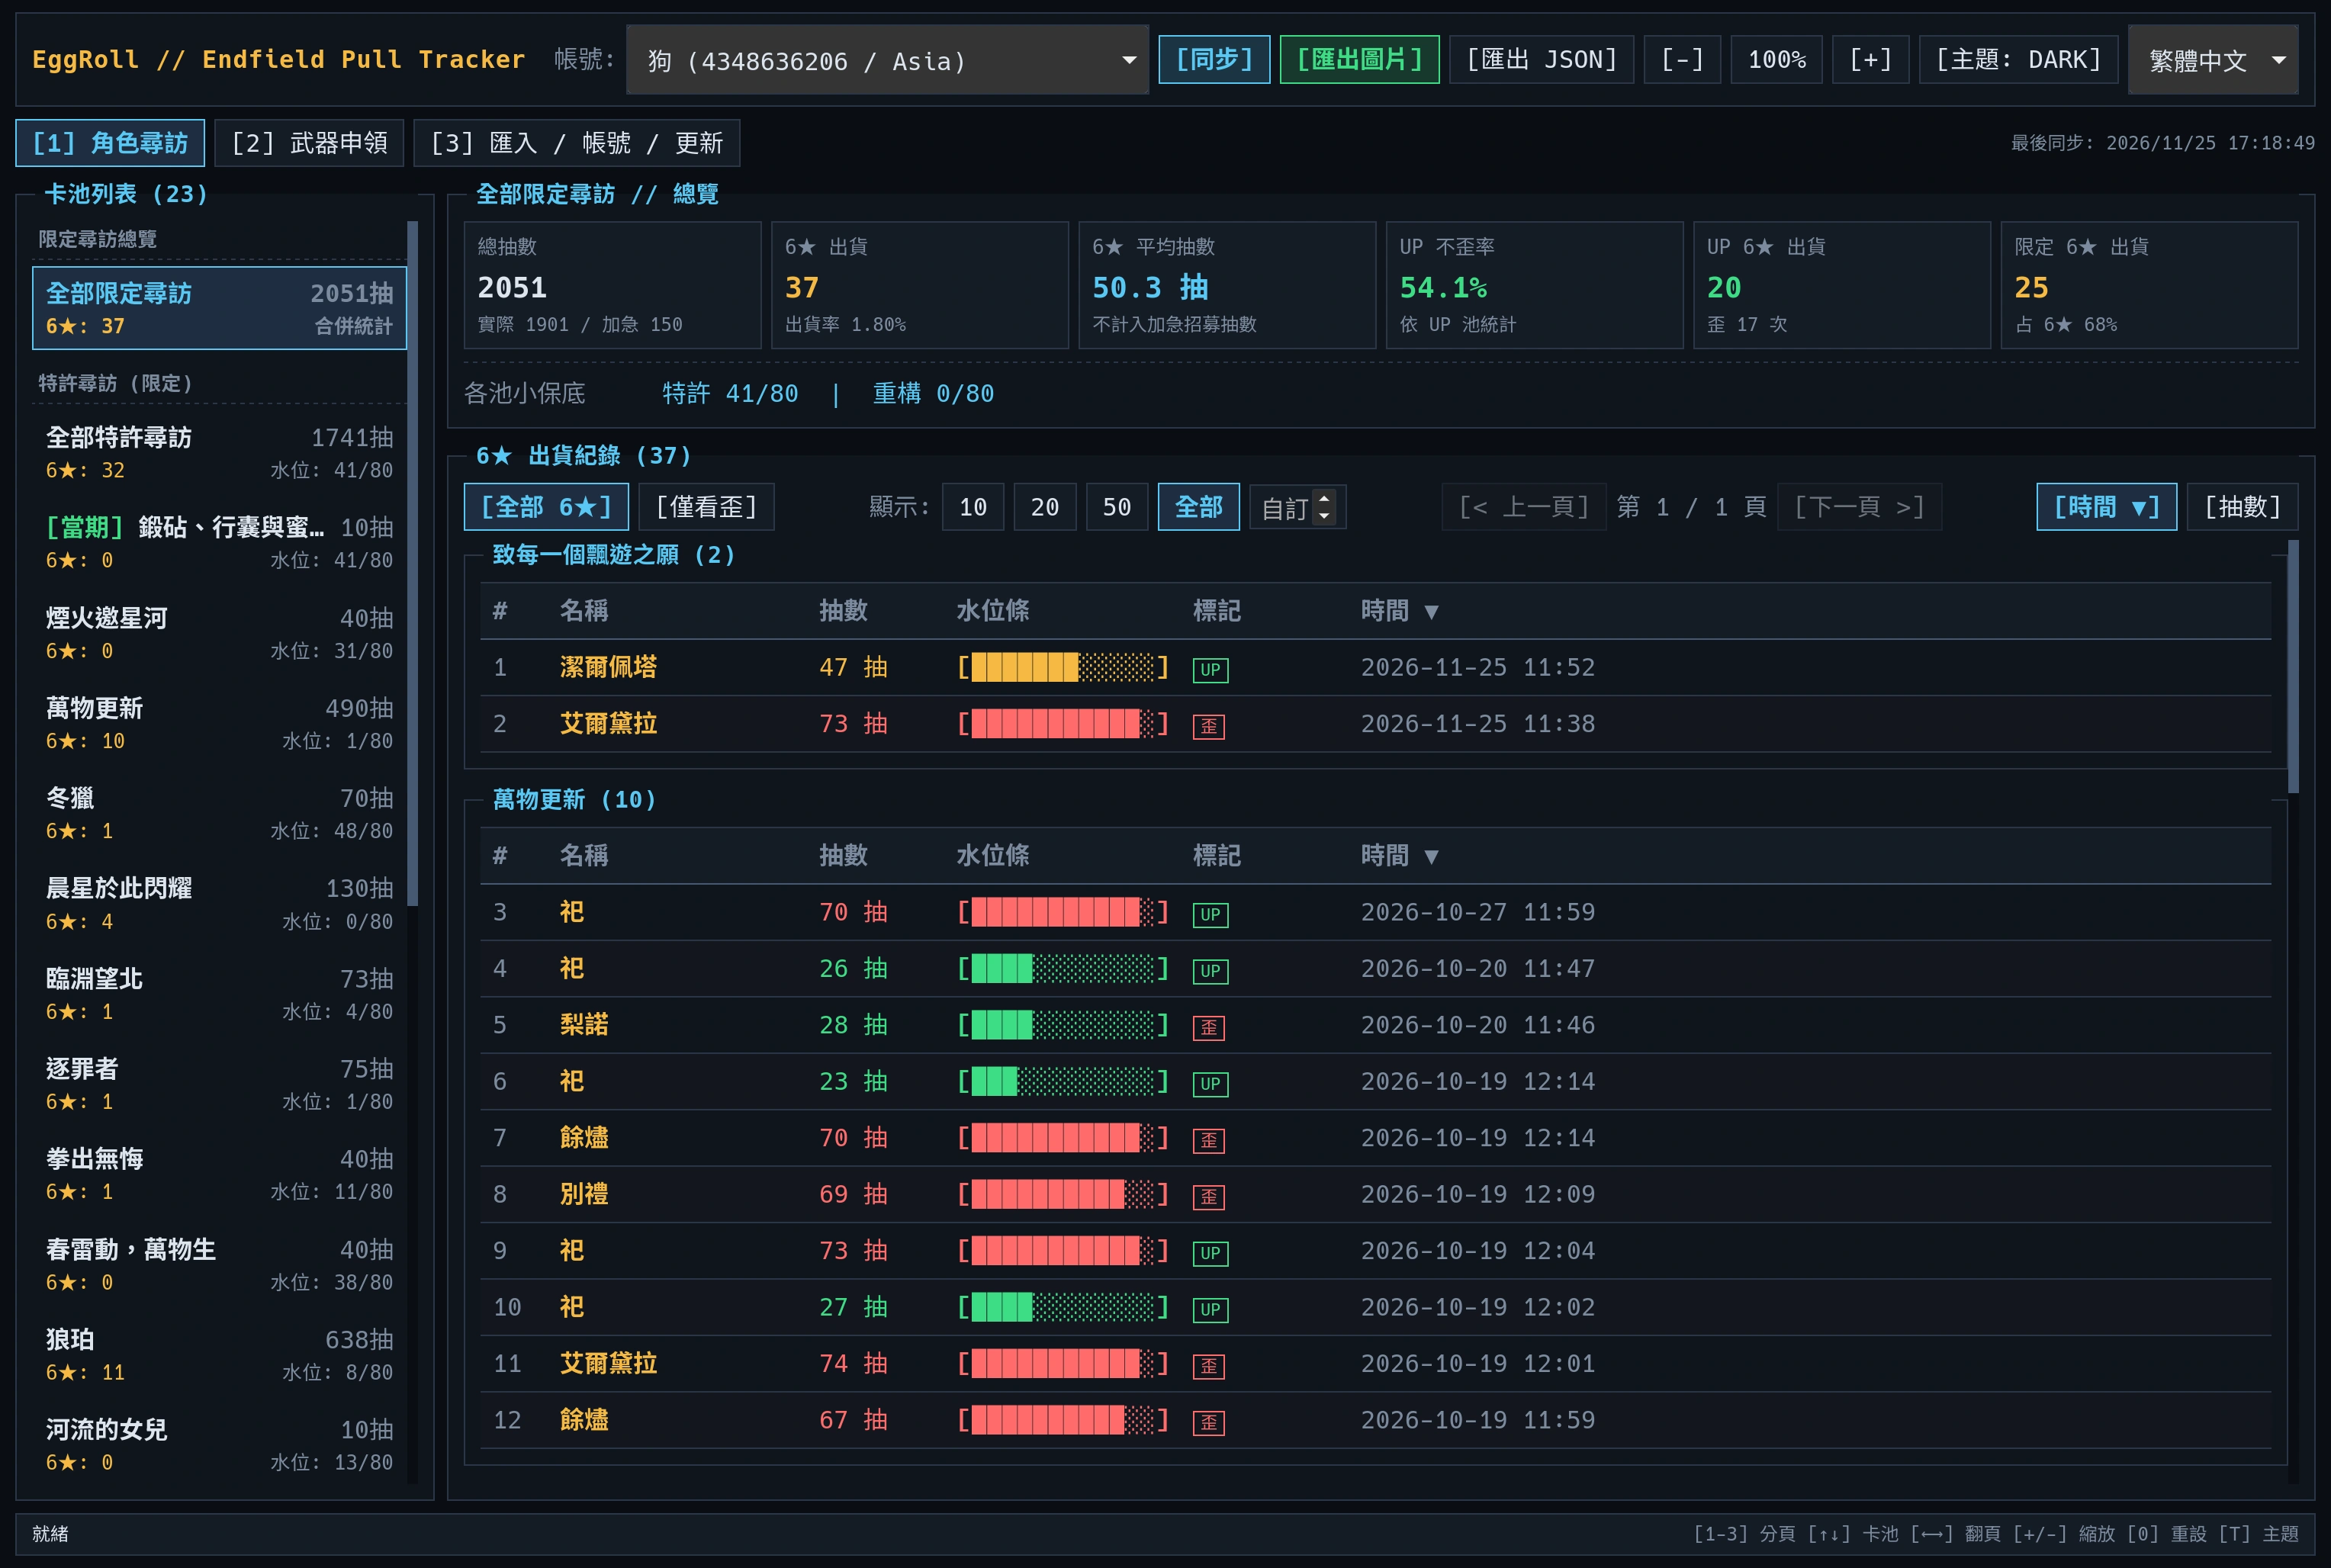 EggRoll // Endfield Pull Tracker 帳號: 狗 (4348636206 / Asia) [同步] [匯出圖片] [匯出 JSON] [-] 100% [+] [主題: DARK] 繁體中文
[1] 角色尋訪 [2] 武器申領 [3] 匯入 / 帳號 / 更新 最後同步: 2026/11/25 17:18:49
卡池列表 (23)
限定尋訪總覽
全部限定尋訪 2051抽
6★: 37 合併統計
特許尋訪 (限定)
全部特許尋訪 1741抽
6★: 32 水位: 41/80
[當期] 鍛砧、行囊與蜜… 10抽
6★: 0 水位: 41/80
煙火邀星河 40抽
6★: 0 水位: 31/80
萬物更新 490抽
6★: 10 水位: 1/80
冬獵 70抽
6★: 1 水位: 48/80
晨星於此閃耀 130抽
6★: 4 水位: 0/80
臨淵望北 73抽
6★: 1 水位: 4/80
逐罪者 75抽
6★: 1 水位: 1/80
拳出無悔 40抽
6★: 1 水位: 11/80
春雷動，萬物生 40抽
6★: 0 水位: 38/80
狼珀 638抽
6★: 11 水位: 8/80
河流的女兒 10抽
6★: 0 水位: 13/80
全部限定尋訪 // 總覽
總抽數
2051
實際 1901 / 加急 150
6★ 出貨
37
出貨率 1.80%
6★ 平均抽數
50.3 抽
不計入加急招募抽數
UP 不歪率
54.1%
依 UP 池統計
UP 6★ 出貨
20
歪 17 次
限定 6★ 出貨
25
占 6★ 68%
各池小保底 特許 41/80 | 重構 0/80
6★ 出貨紀錄 (37)
[全部 6★] [僅看歪] 顯示: 10 20 50 全部 自訂 [< 上一頁] 第 1 / 1 頁 [下一頁 >] [時間 ▼] [抽數]
致每一個飄遊之願 (2)
# 名稱 抽數 水位條 標記 時間 ▼
1 潔爾佩塔 47 抽 [███████░░░░░] UP 2026-11-25 11:52
2 艾爾黛拉 73 抽 [███████████░] 歪 2026-11-25 11:38
萬物更新 (10)
# 名稱 抽數 水位條 標記 時間 ▼
3 祀 70 抽 [███████████░] UP 2026-10-27 11:59
4 祀 26 抽 [████░░░░░░░░] UP 2026-10-20 11:47
5 梨諾 28 抽 [████░░░░░░░░] 歪 2026-10-20 11:46
6 祀 23 抽 [███░░░░░░░░░] UP 2026-10-19 12:14
7 餘燼 70 抽 [███████████░] 歪 2026-10-19 12:14
8 別禮 69 抽 [██████████░░] 歪 2026-10-19 12:09
9 祀 73 抽 [███████████░] UP 2026-10-19 12:04
10 祀 27 抽 [████░░░░░░░░] UP 2026-10-19 12:02
11 艾爾黛拉 74 抽 [███████████░] 歪 2026-10-19 12:01
12 餘燼 67 抽 [██████████░░] 歪 2026-10-19 11:59
就緒 [1-3] 分頁 [↑↓] 卡池 [←→] 翻頁 [+/-] 縮放 [0] 重設 [T] 主題